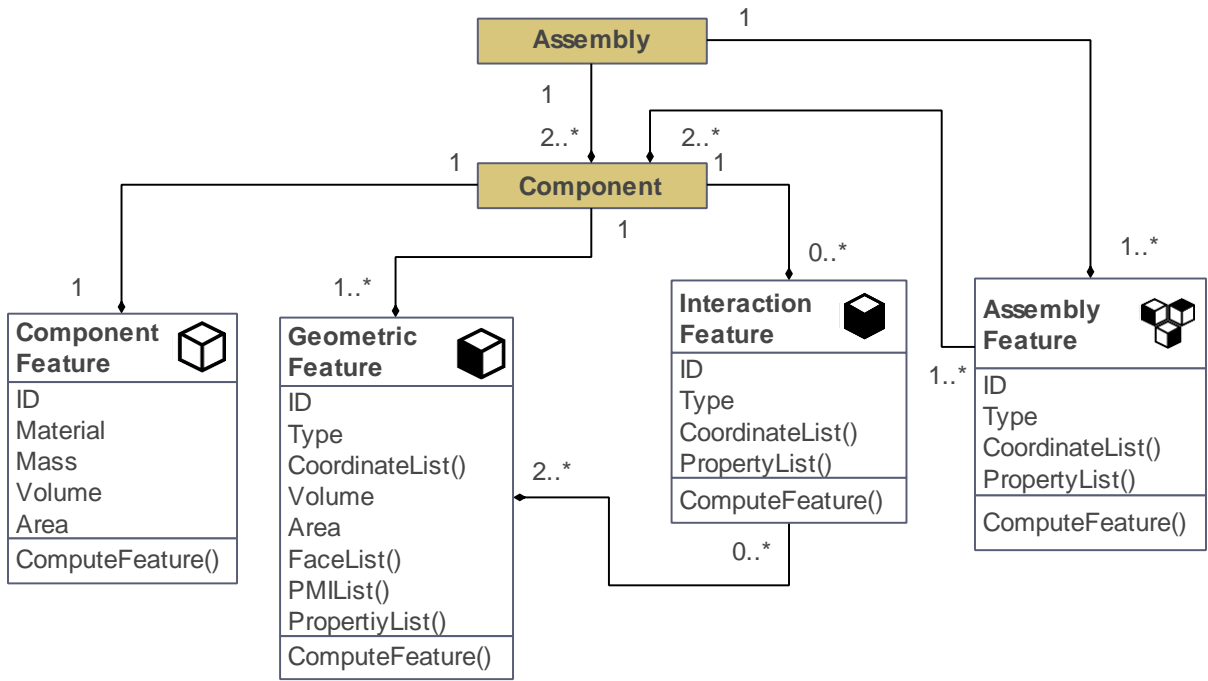 1
Assembly
1
2..*
2..*
1
Component
1
1
0..*
1..*
1
1..*
Component
Feature
ID
Material
Mass
Volume
Area
ComputeFeature()
Geometric
Feature
ID
Type
CoordinateList()
Volume
Area
FaceList()
PMIList()
PropertiyList()
ComputeFeature()
2..*
Interaction
Feature
ID
Type
CoordinateList()
PropertyList()
ComputeFeature()
0..*
1..*
Assembly
Feature
ID
Type
CoordinateList()
PropertyList()
ComputeFeature()